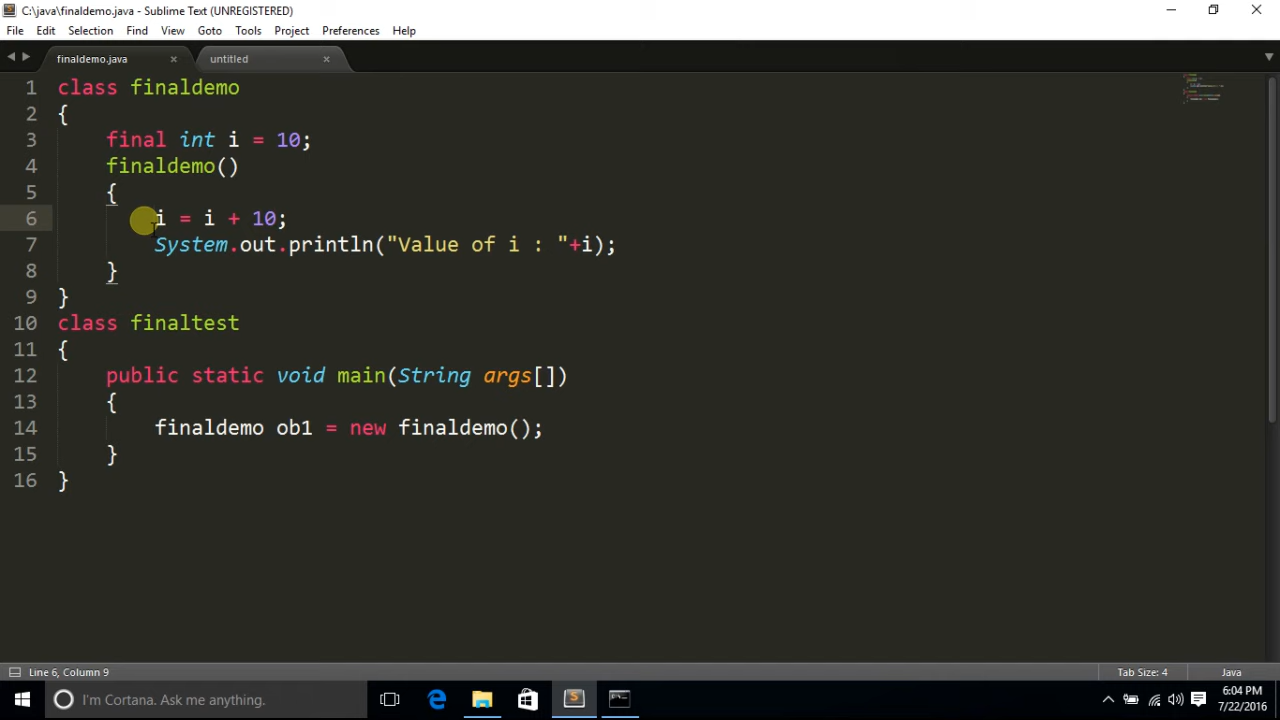 C:\java\finaldemo.java - Sublime Text (UNREGISTERED)
File Edit Selection Find View Goto Tools Project Preferences Help
finaldemo.java × untitled ×
1 class finaldemo
2 {
3 final int i = 10;
4 finaldemo()
5 {
6 i = i + 10;
7 System.out.println("Value of i : "+i);
8 }
9 }
10 class finaltest
11 {
12 public static void main(String args[])
13 {
14 finaldemo ob1 = new finaldemo();
15 }
16 }
Line 6, Column 9 Tab Size: 4 Java
I'm Cortana. Ask me anything. 6:04 PM
7/22/2016